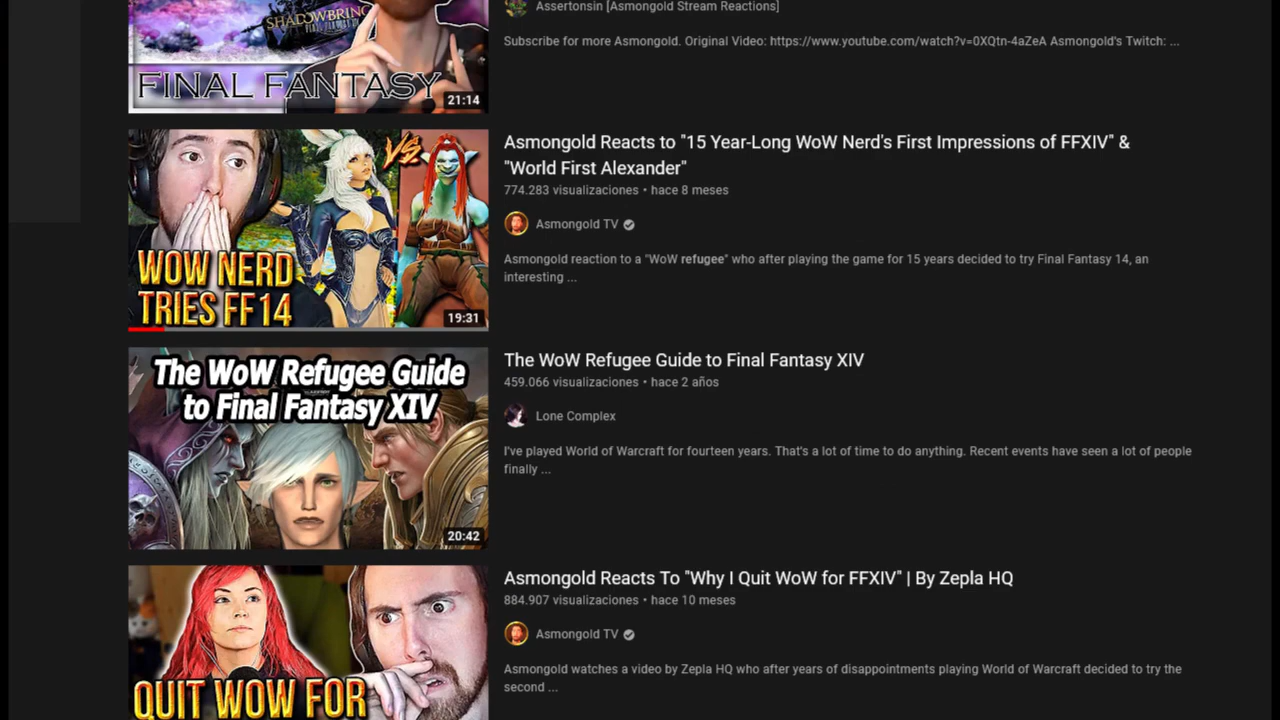 Assertonsin [Asmongold Stream Reactions]
SHADOWBRING
Subscribe for more Asmongold. Original Video: https://www.youtube.com/watch?v=0XQtn-4aZeA Asmongold's Twitch: ...
FINAL FANTASY
21:14
Asmongold Reacts to "15 Year-Long WoW Nerd's First Impressions of FFXIV" &
"World First Alexander"
VS.
774.283 visualizaciones • hace 8 meses
Asmongold TV
WOW NERD
TRIES FF14
Asmongold reaction to a "WoW refugee" who after playing the game for 15 years decided to try Final Fantasy 14, an
interesting ...
19:31
The WoW Refugee Guide
to Final Fantasy XIV
The WoW Refugee Guide to Final Fantasy XIV
459.066 visualizaciones • hace 2 años
Lone Complex
I've played World of Warcraft for fourteen years. That's a lot of time to do anything. Recent events have seen a lot of people
finally ...
20:42
Asmongold Reacts To "Why I Quit WoW for FFXIV" | By Zepla HQ
884.907 visualizaciones • hace 10 meses
Asmongold TV
Asmongold watches a video by Zepla HQ who after years of disappointments playing World of Warcraft decided to try the
second ...
QUIT WOW FOR